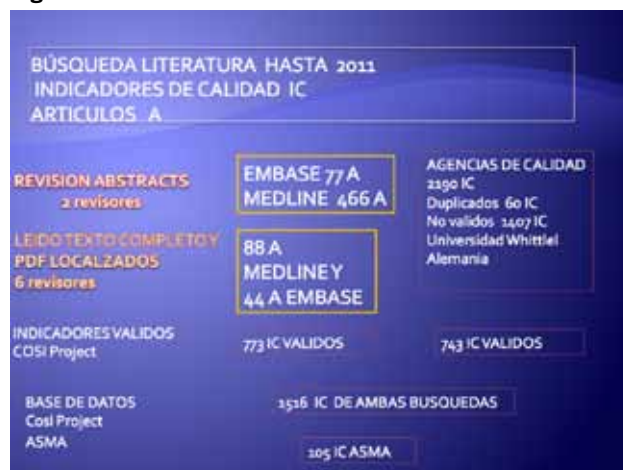 BÚSQUEDA LITERATURA HASTA 2011
INDICADORES DE CALIDAD IC
ARTICULOS A
REVISION ABSTRACTS
2 revisores
EMBASE 77 A
MEDLINE 466 A
AGENCIAS DE CALIDAD
2190 IC
Duplicados 60 IC
No validos 1407 IC
Universidad Whittlel
Alemania
LEIDO TEXTO COMPLETO Y
PDF LOCALZADOS
6 revisores
88 A
MEDLINE Y
44 A EMBASE
INDICADORES VALIDOS
COSI Project
773 IC VALIDOS
743 IC VALIDOS
BASE DE DATOS
Cosi Project
ASMA
1516 IC DE AMBAS BUSQUEDAS
105 IC ASMA